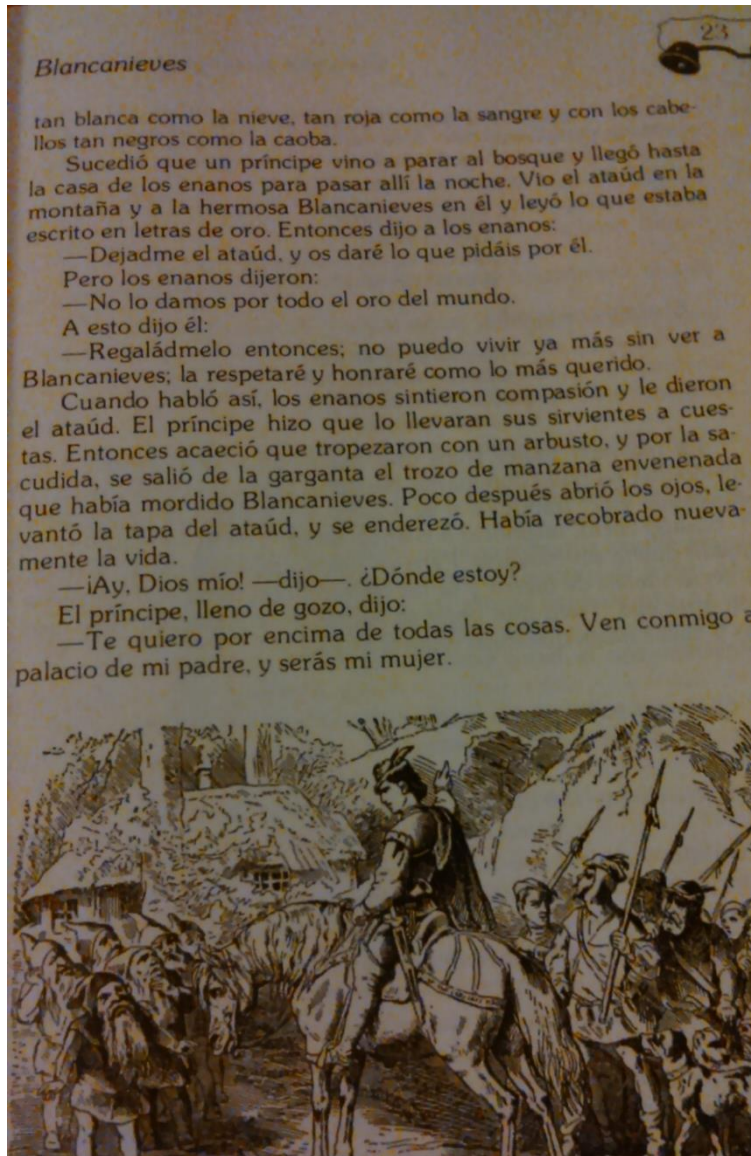 23
Blancanieves
tan blanca como la nieve, tan roja como la sangre y con los cabe-
llos tan negros como la caoba.
Sucedió que un príncipe vino a parar al bosque y llegó hasta
la casa de los enanos para pasar allí la noche. Vio el ataúd en la
montaña y a la hermosa Blancanieves en él y leyó lo que estaba
escrito en letras de oro. Entonces dijo a los enanos:
—Dejadme el ataúd, y os daré lo que pidáis por él.
Pero los enanos dijeron:
—No lo damos por todo el oro del mundo.
A esto dijo él:
—Regaládmelo entonces; no puedo vivir ya más sin ver a
Blancanieves; la respetaré y honraré como lo más querido.
Cuando habló así, los enanos sintieron compasión y le dieron
el ataúd. El príncipe hizo que lo llevaran sus sirvientes a cues-
tas. Entonces acaeció que tropezaron con un arbusto, y por la sa-
cudida, se salió de la garganta el trozo de manzana envenenada
que había mordido Blancanieves. Poco después abrió los ojos, le-
vantó la tapa del ataúd, y se enderezó. Había recobrado nueva-
mente la vida.
—¡Ay, Dios mío! —dijo—. ¿Dónde estoy?
El príncipe, lleno de gozo, dijo:
—Te quiero por encima de todas las cosas. Ven conmigo a
palacio de mi padre, y serás mi mujer.